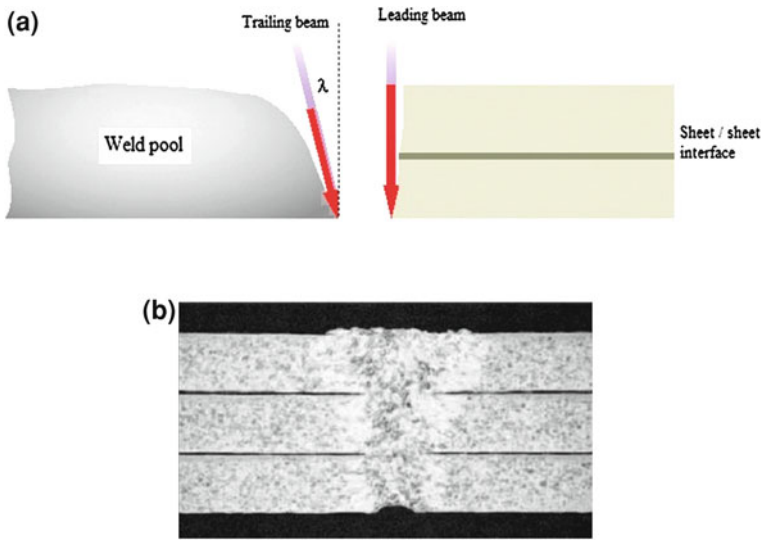 (a)
Trailing beam
Leading beam
λ
Weld pool
Sheet / sheet
interface
(b)